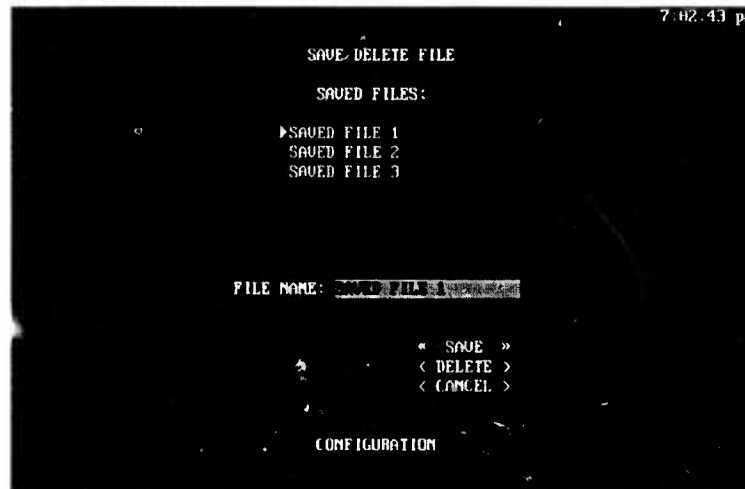 7:02.43 p
SAVE/DELETE FILE
SAVED FILES:
▶SAVED FILE 1
SAVED FILE 2
SAVED FILE 3
FILE NAME: SAVED FILE 1
« SAVE »
< DELETE >
< CANCEL >
CONFIGURATION